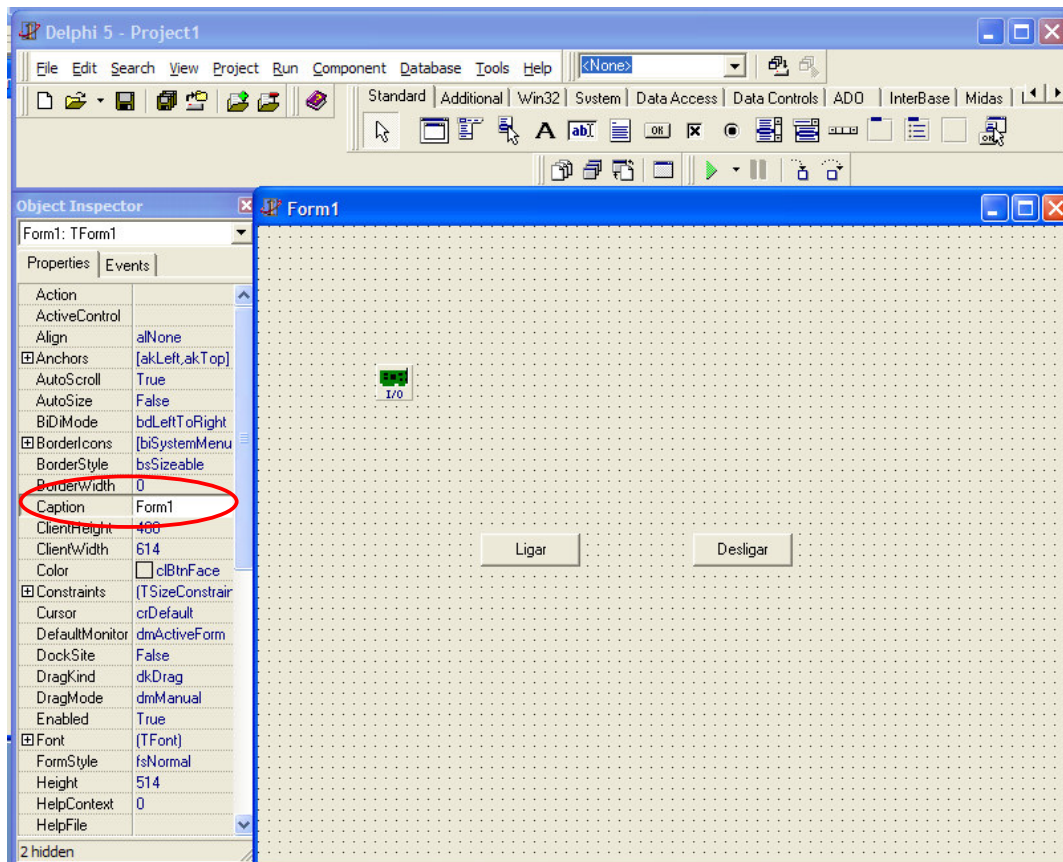 Delphi 5 - Project1
File Edit Search View Project Run Component Database Tools Help <None>
Standard Additional Win32 System Data Access Data Controls ADO InterBase Midas
A ab OK
OK
Object Inspector
Form1
Form1: TForm1
Properties Events
Action
ActiveControl
Align alNone
Anchors [akLeft,akTop]
AutoScroll True
AutoSize False
BiDiMode bdLeftToRight
BorderIcons [biSystemMenu
BorderStyle bsSizeable
BorderWidth 0
Caption Form1
ClientHeight
ClientWidth 614
Color clBtnFace
Constraints (TSizeConstrair
Cursor crDefault
DefaultMonitor dmActiveForm
DockSite False
DragKind dkDrag
DragMode dmManual
Enabled True
Font (TFont)
FormStyle fsNormal
Height 514
HelpContext 0
HelpFile
2 hidden
I/O
Ligar Desligar